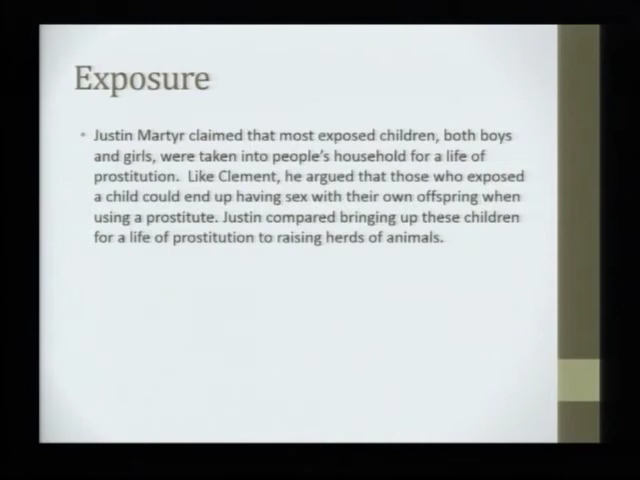 Exposure
• Justin Martyr claimed that most exposed children, both boys
and girls, were taken into people's household for a life of
prostitution.  Like Clement, he argued that those who exposed
a child could end up having sex with their own offspring when
using a prostitute. Justin compared bringing up these children
for a life of prostitution to raising herds of animals.